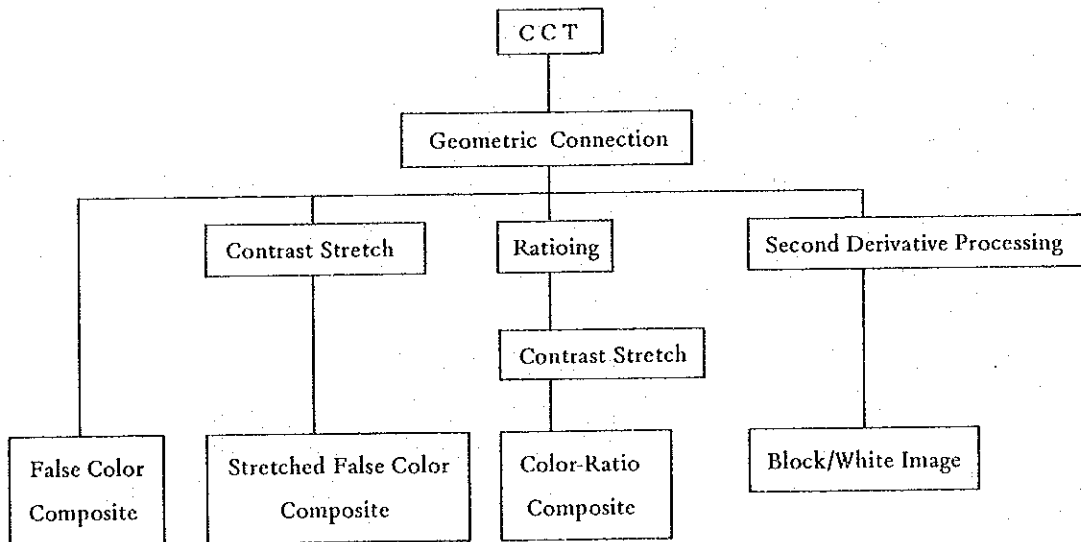 CCT
Geometric Connection
Contrast Stretch
Ratioing
Second Derivative Processing
Contrast Stretch
False Color
Composite
Stretched False Color
Composite
Color-Ratio
Composite
Block/White Image